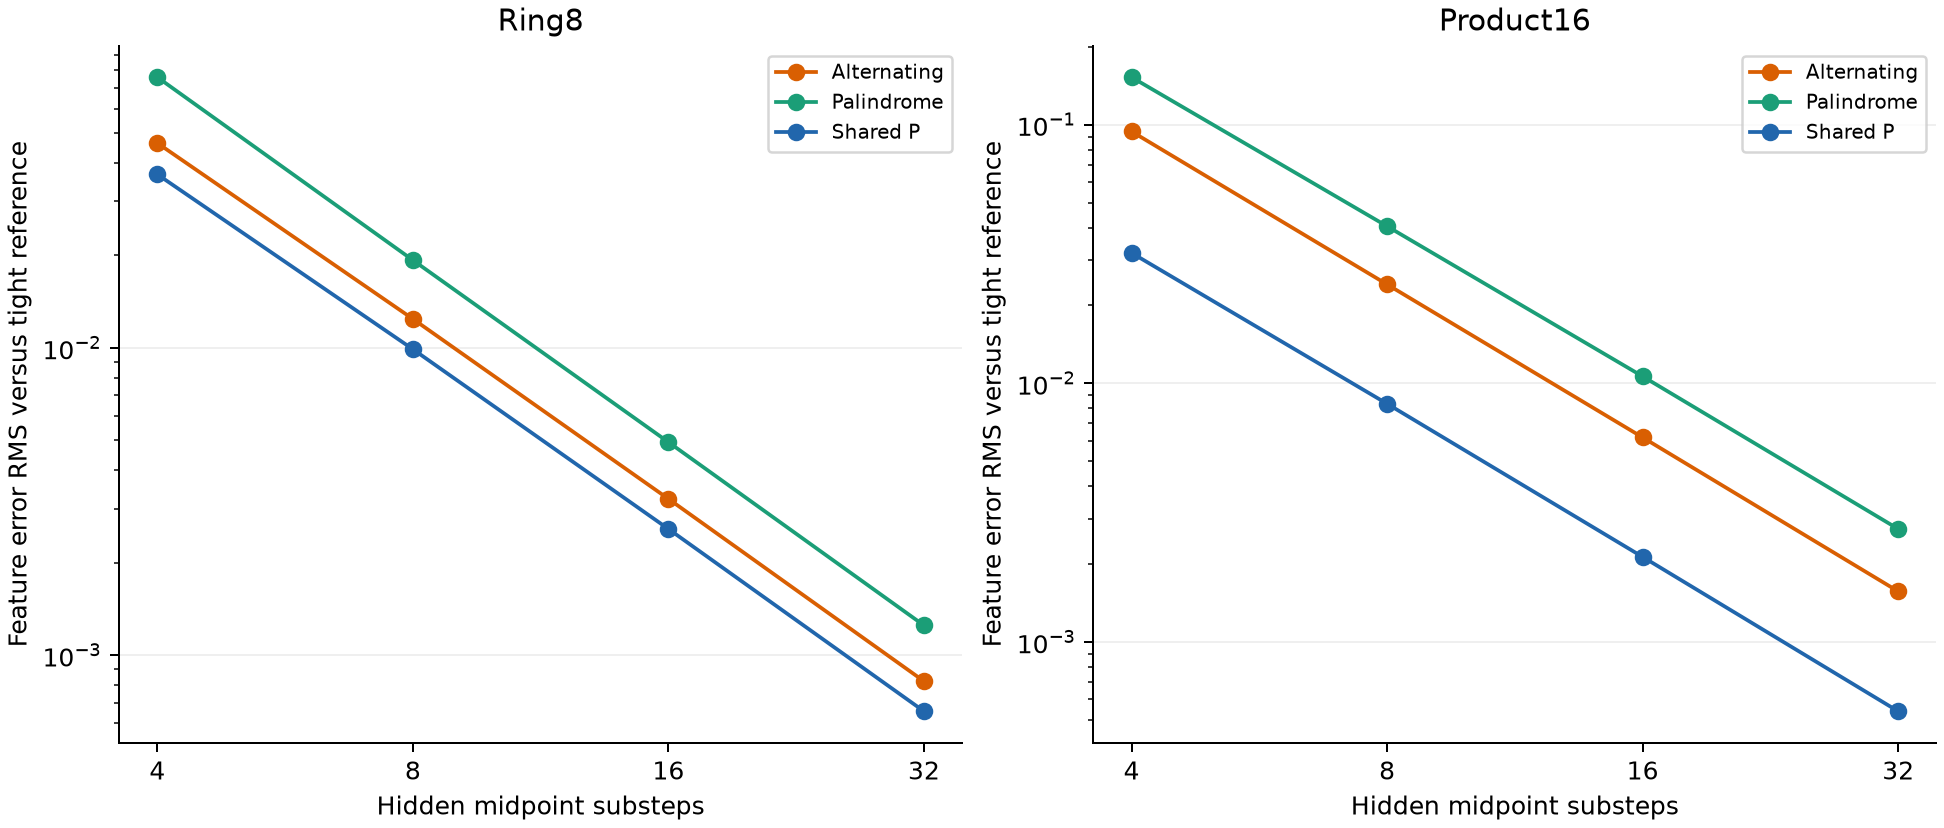 Ring8
Feature error RMS versus tight reference
10⁻²
10⁻³
Alternating
Palindrome
Shared P
4 8 16 32
Hidden midpoint substeps
Product16
Feature error RMS versus tight reference
10⁻¹
10⁻²
10⁻³
Alternating
Palindrome
Shared P
4 8 16 32
Hidden midpoint substeps